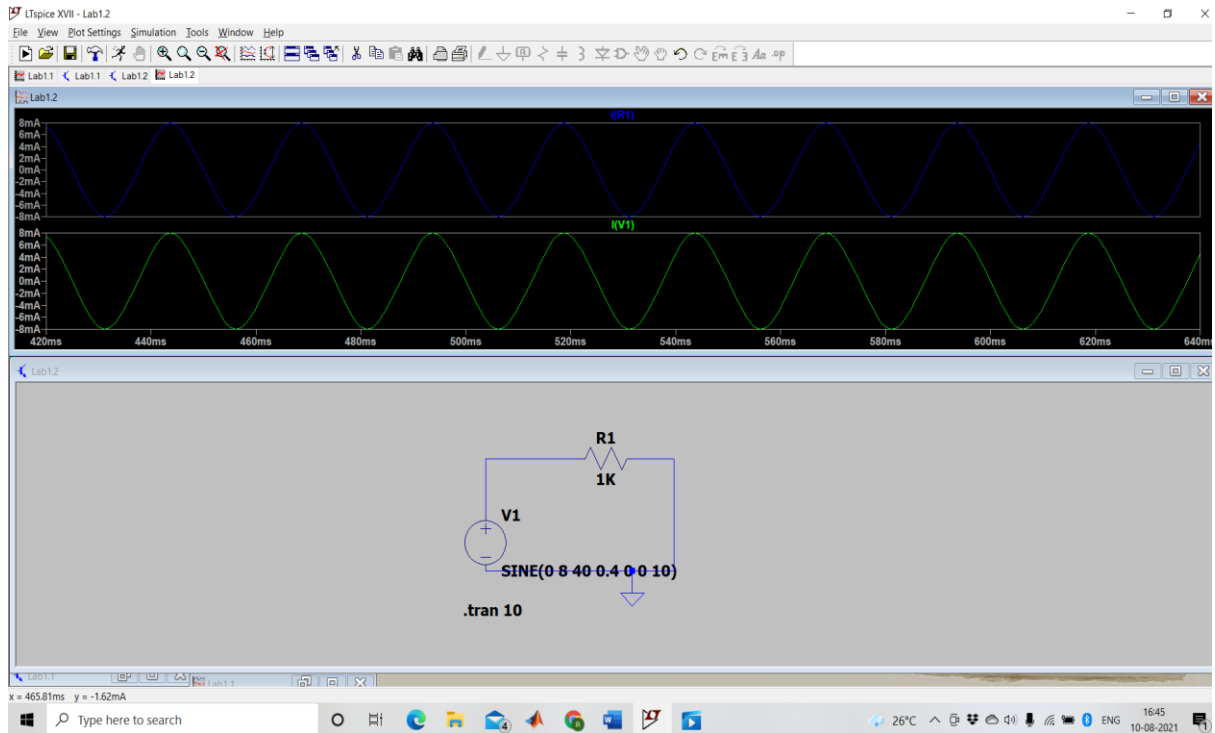 LTspice XVII - Lab1.2
File View Plot Settings Simulation Tools Window Help
Lab1.1 Lab1.1 Lab1.2 Lab1.2
Lab1.2
I(R1)
8mA
6mA
4mA
2mA
0mA
-2mA
-4mA
-6mA
-8mA
I(V1)
8mA
6mA
4mA
2mA
0mA
-2mA
-4mA
-6mA
-8mA
420ms 440ms 460ms 480ms 500ms 520ms 540ms 560ms 580ms 600ms 620ms 640ms
Lab1.2
R1
1K
V1
SINE(0 8 40 0.4 0 0 10)
.tran 10
Lab1.1 Lab1.1
x = 465.81ms y = -1.62mA
Type here to search 4 26°C ENG 16:45
10-08-2021 1